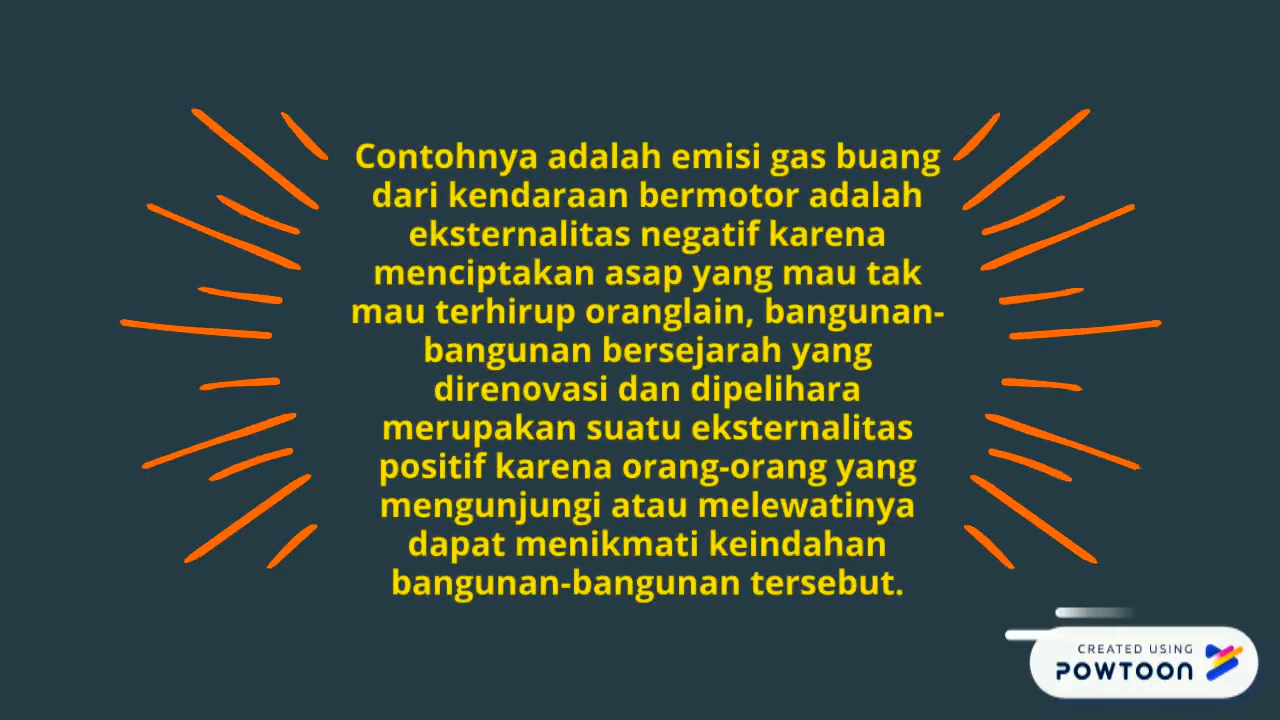 Contohnya adalah emisi gas buang
dari kendaraan bermotor adalah
eksternalitas negatif karena
menciptakan asap yang mau tak
mau terhirup oranglain, bangunan-
bangunan bersejarah yang
direnovasi dan dipelihara
merupakan suatu eksternalitas
positif karena orang-orang yang
mengunjungi atau melewatinya
dapat menikmati keindahan
bangunan-bangunan tersebut.
CREATED USING
POWTOON